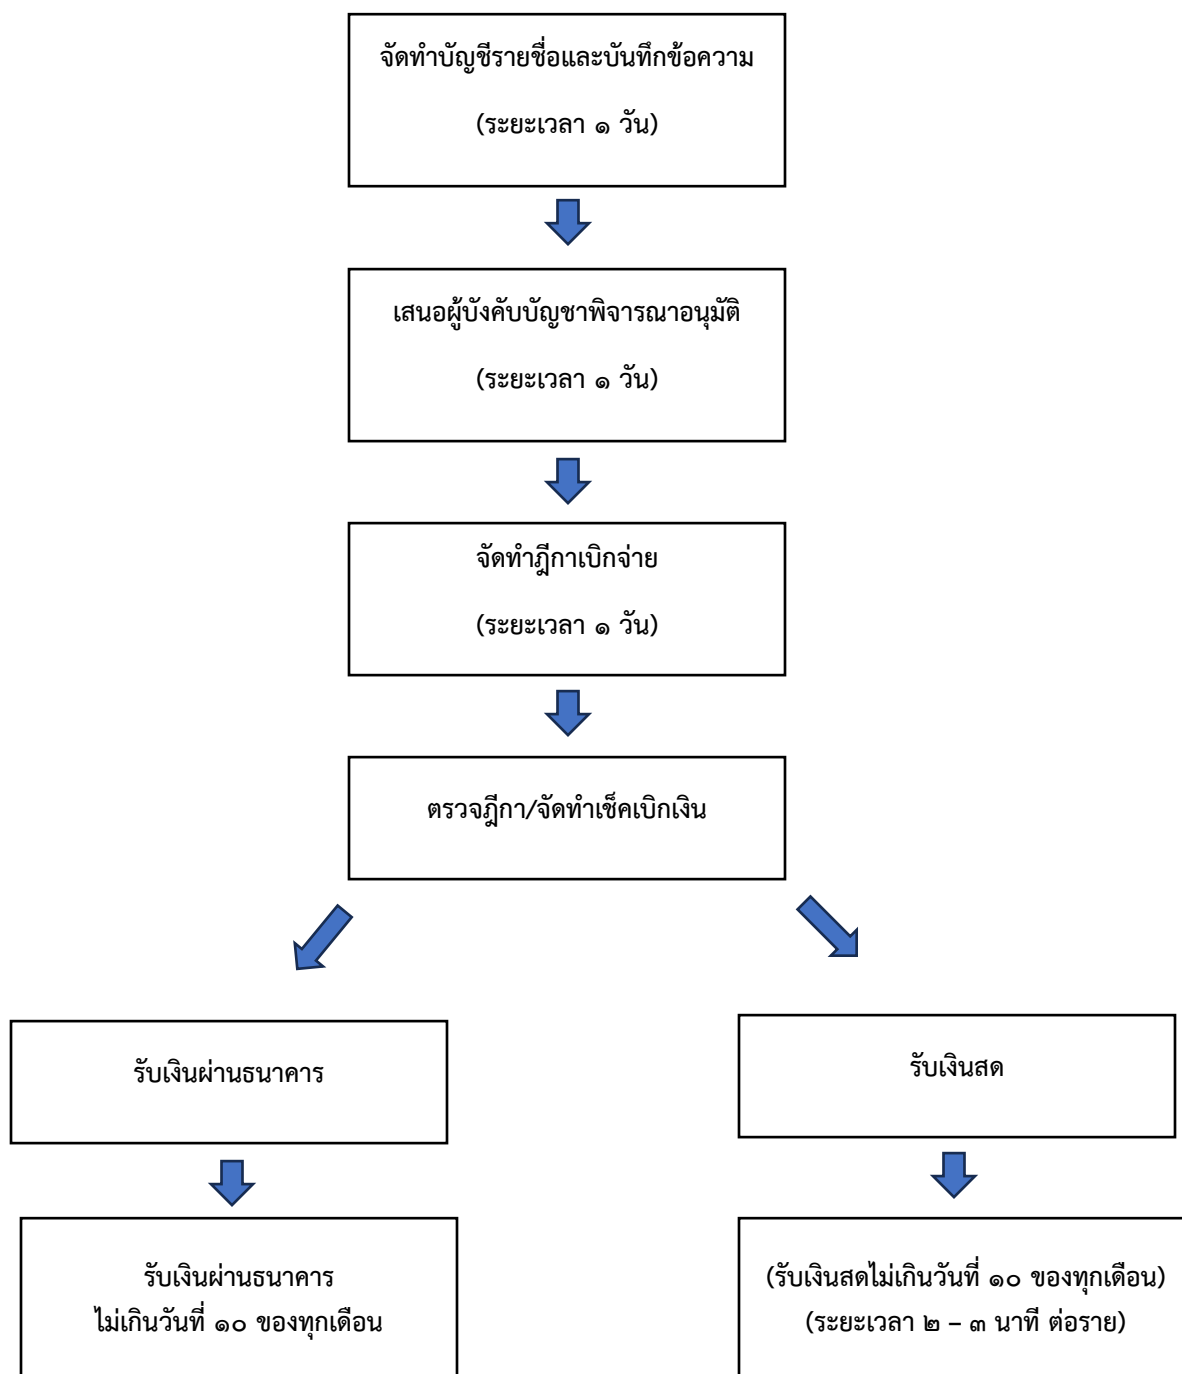 จัดทำบัญชีรายชื่อและบันทึกข้อความ
(ระยะเวลา ๑ วัน)
เสนอผู้บังคับบัญชาพิจารณาอนุมัติ
(ระยะเวลา ๑ วัน)
จัดทำฎีกาเบิกจ่าย
(ระยะเวลา ๑ วัน)
ตรวจฎีกา/จัดทำเช็คเบิกเงิน
รับเงินผ่านธนาคาร
รับเงินสด
รับเงินผ่านธนาคาร
ไม่เกินวันที่ ๑๐ ของทุกเดือน
(รับเงินสดไม่เกินวันที่ ๑๐ ของทุกเดือน)
(ระยะเวลา ๒ – ๓ นาที ต่อราย)